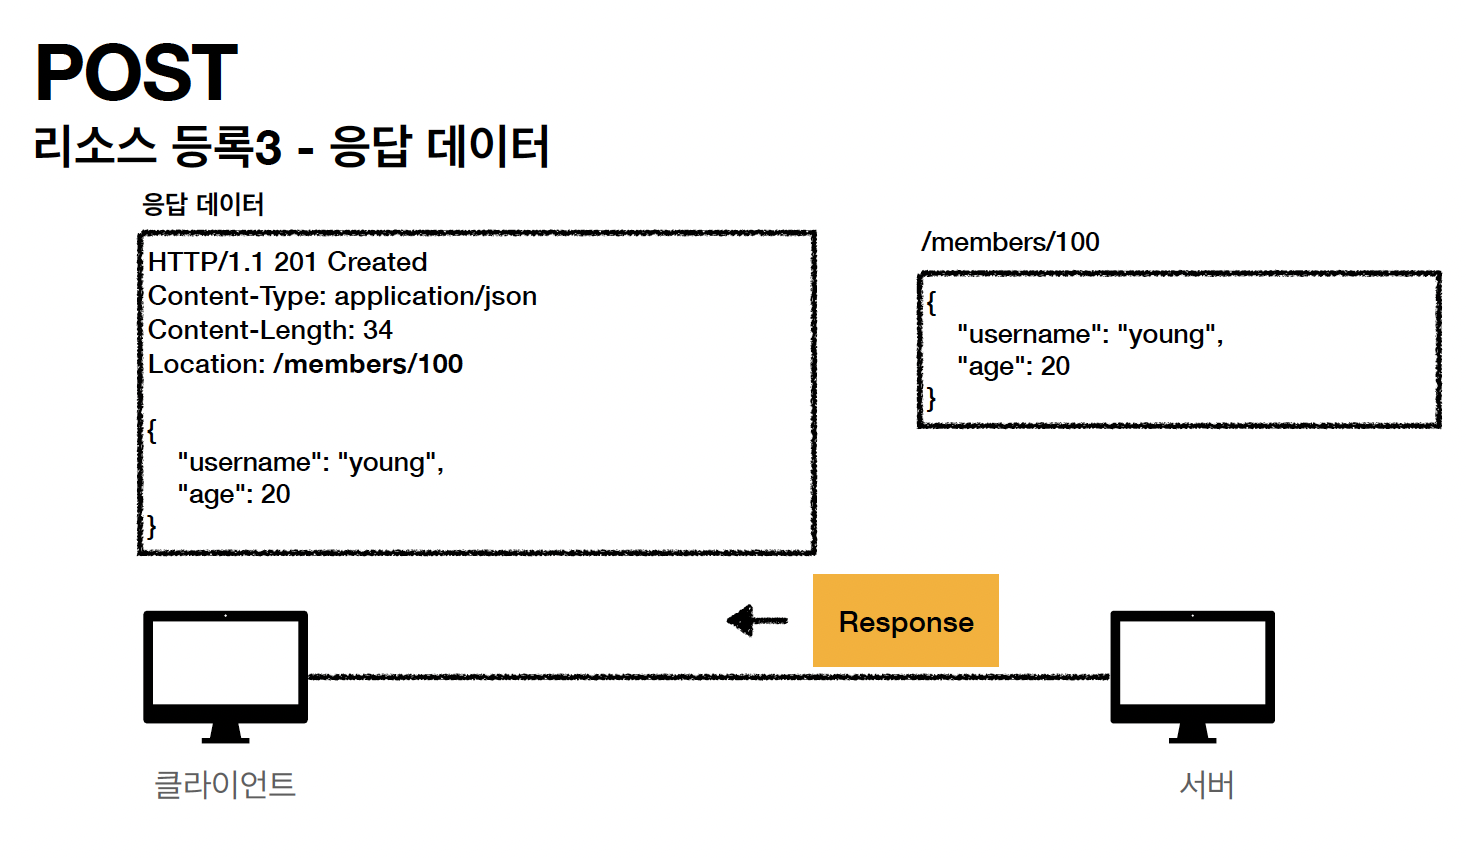 POST
리소스 등록3 - 응답 데이터
응답 데이터
HTTP/1.1 201 Created
Content-Type: application/json
Content-Length: 34
Location: /members/100
{
"username": "young",
"age": 20
}
/members/100
{
"username": "young",
"age": 20
}
Response
클라이언트
서버